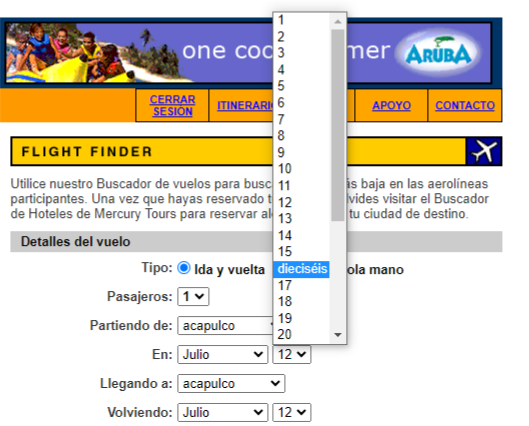 one coo mer ARUBA
CERRAR SESIÓN ITINERARI APOYO CONTACTO
FLIGHT FINDER
Utilice nuestro Buscador de vuelos para busc ás baja en las aerolíneas
participantes. Una vez que hayas reservado t lvides visitar el Buscador
de Hoteles de Mercury Tours para reservar al tu ciudad de destino.
Detalles del vuelo
Tipo: Ida y vuelta ola mano
Pasajeros: 1
Partiendo de: acapulco
En: Julio 12
Llegando a: acapulco
Volviendo: Julio 12
1
2
3
4
5
6
7
8
9
10
11
12
13
14
15
dieciséis
17
18
19
20